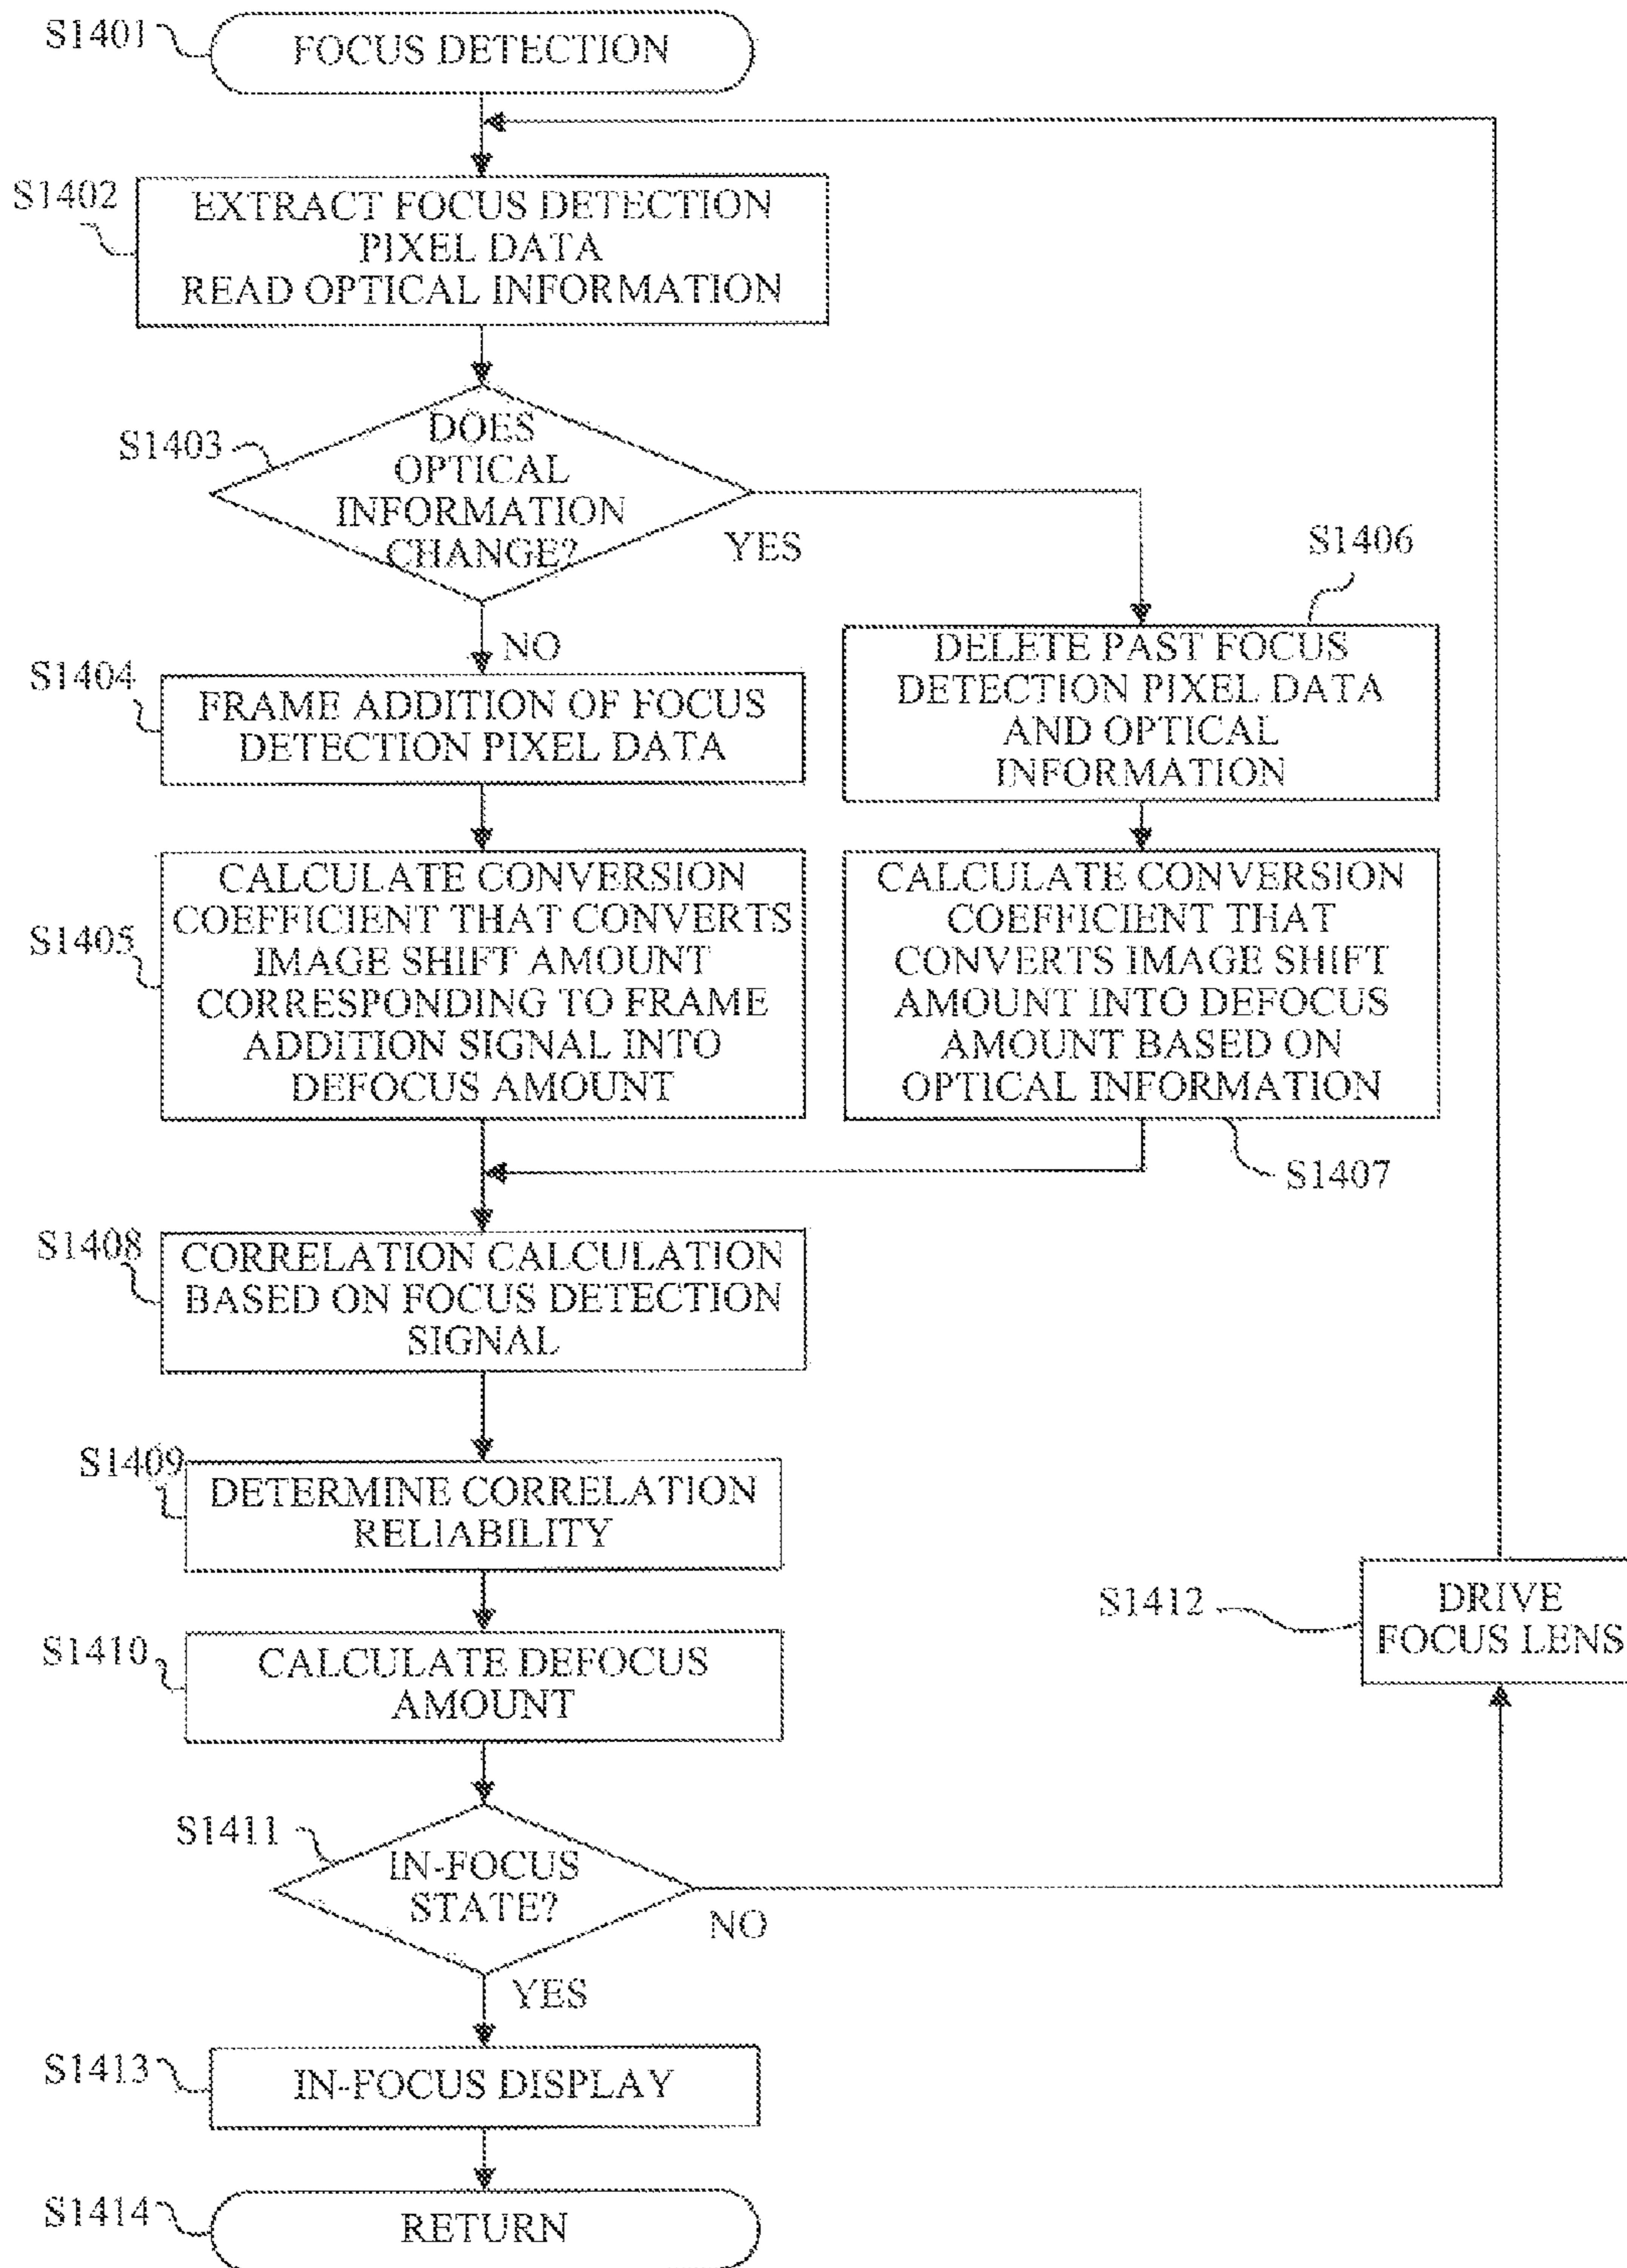 S1401
FOCUS DETECTION
S1402
EXTRACT FOCUS DETECTION
PIXEL DATA
READ OPTICAL INFORMATION
S1403
DOES
OPTICAL
INFORMATION
CHANGE?
YES
NO
S1404
FRAME ADDITION OF FOCUS
DETECTION PIXEL DATA
S1406
DELETE PAST FOCUS
DETECTION PIXEL DATA
AND OPTICAL
INFORMATION
S1405
CALCULATE CONVERSION
COEFFICIENT THAT CONVERTS
IMAGE SHIFT AMOUNT
CORRESPONDING TO FRAME
ADDITION SIGNAL INTO
DEFOCUS AMOUNT
CALCULATE CONVERSION
COEFFICIENT THAT
CONVERTS IMAGE SHIFT
AMOUNT INTO DEFOCUS
AMOUNT BASED ON
OPTICAL INFORMATION
S1407
S1408
CORRELATION CALCULATION
BASED ON FOCUS DETECTION
SIGNAL
S1409
DETERMINE CORRELATION
RELIABILITY
S1410
CALCULATE DEFOCUS
AMOUNT
S1412
DRIVE
FOCUS LENS
S1411
IN-FOCUS
STATE?
NO
YES
S1413
IN-FOCUS DISPLAY
S1414
RETURN